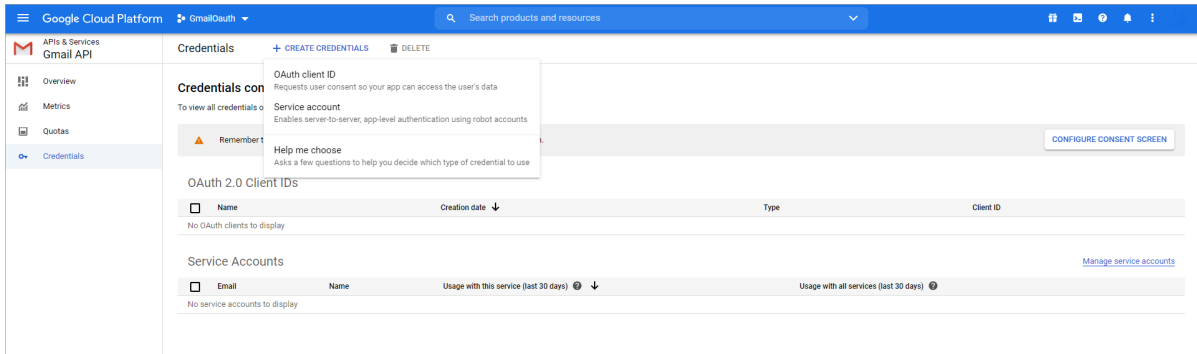 Google Cloud Platform GmailOauth Search products and resources
APIs & Services
Gmail API
Credentials + CREATE CREDENTIALS DELETE
Overview
Metrics
Quotas
Credentials
OAuth client ID
Requests user consent so your app can access the user's data
Service account
Enables server-to-server, app-level authentication using robot accounts
Help me choose
Asks a few questions to help you decide which type of credential to use
Credentials con
To view all credentials o
Remember t
CONFIGURE CONSENT SCREEN
OAuth 2.0 Client IDs
Name Creation date Type Client ID
No OAuth clients to display
Service Accounts Manage service accounts
Email Name Usage with this service (last 30 days) Usage with all services (last 30 days)
No service accounts to display